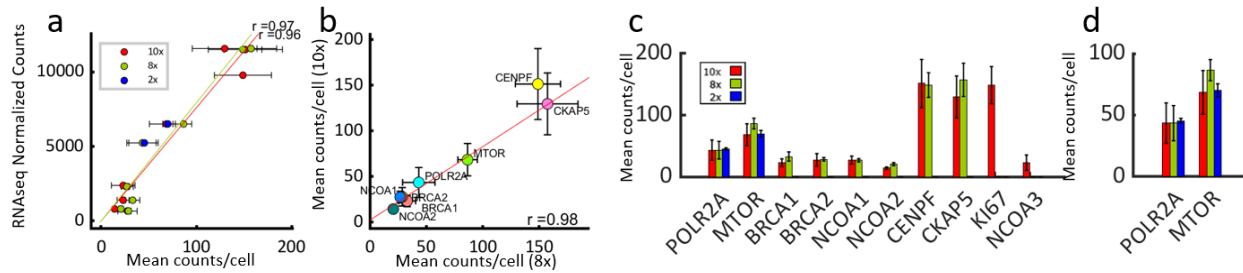 a
RNAseq Normalized Counts
10000
5000
0
10x
8x
2x
r =0.97
r =0.96
0
100
200
Mean counts/cell
b
Mean counts/cell (10x)
200
150
100
50
0
CENPF
CKAP5
MTOR
POLR2A
NCOA1
BRCA2
BRCA1
NCOA2
r =0.98
0
50
100
150
Mean counts/cell (8x)
c
Mean counts/cell
200
100
0
10x
8x
2x
POLR2A
MTOR
BRCA1
BRCA2
NCOA1
NCOA2
CENPF
CKAP5
KI67
NCOA3
d
Mean counts/cell
100
50
0
POLR2A
MTOR